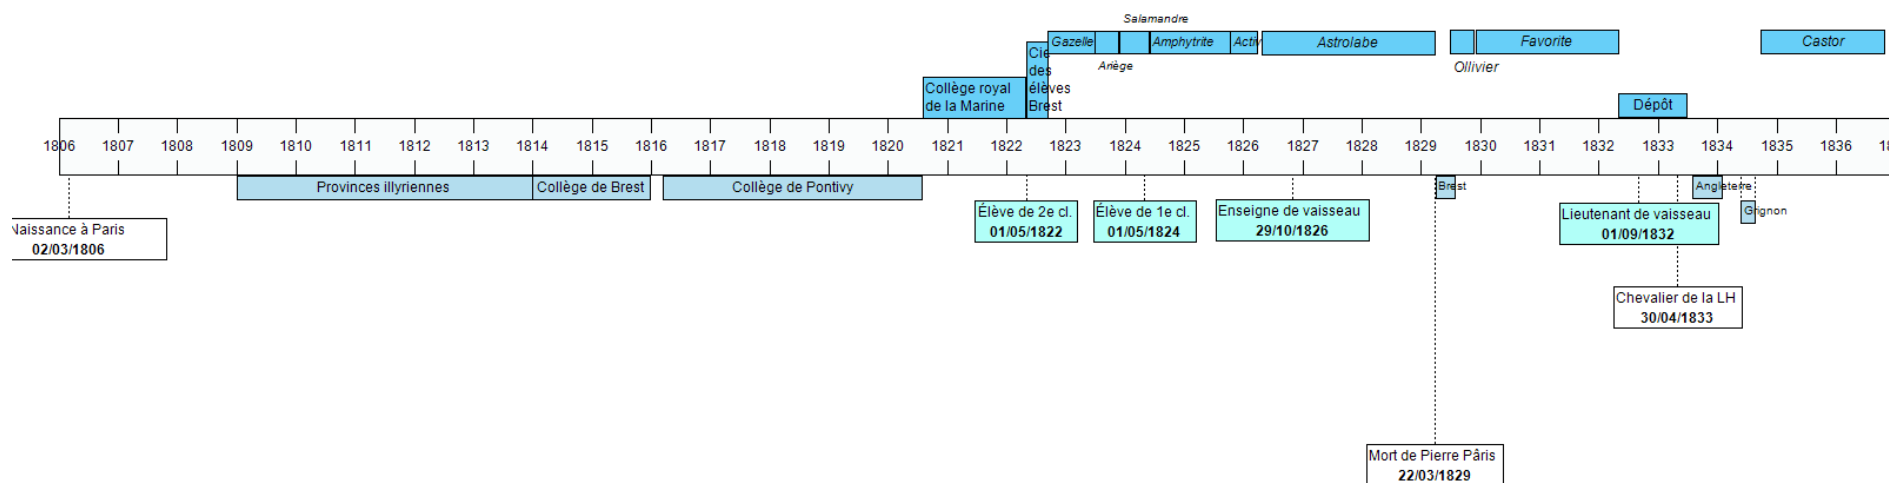 Salamandre
Gazelle
Amphytrite
Activ
Astrolabe
Favorite
Castor
Ariège
Ollivier
Cie
des
élèves
Brest
Collège royal
de la Marine
Dépôt
1806 1807 1808 1809 1810 1811 1812 1813 1814 1815 1816 1817 1818 1819 1820 1821 1822 1823 1824 1825 1826 1827 1828 1829 1830 1831 1832 1833 1834 1835 1836 18
Provinces illyriennes
Collège de Brest
Collège de Pontivy
Brest
Angleterre
Grignon
Naissance à Paris
02/03/1806
Élève de 2e cl.
01/05/1822
Élève de 1e cl.
01/05/1824
Enseigne de vaisseau
29/10/1826
Lieutenant de vaisseau
01/09/1832
Chevalier de la LH
30/04/1833
Mort de Pierre Pâris
22/03/1829